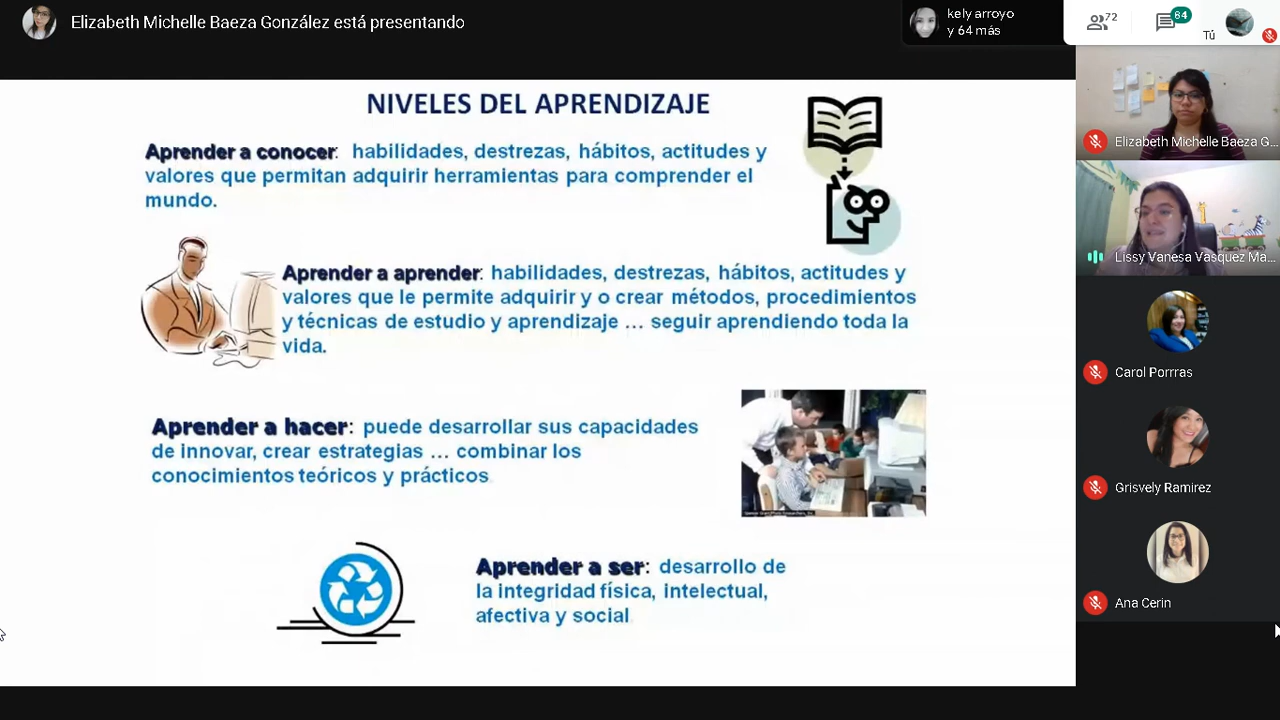 Elizabeth Michelle Baeza González está presentando
kely arroyo
y 64 más
72
64
Tú
NIVELES DEL APRENDIZAJE
Aprender a conocer: habilidades, destrezas, hábitos, actitudes y
valores que permitan adquirir herramientas para comprender el
mundo.
Aprender a aprender: habilidades, destrezas, hábitos, actitudes y
valores que le permite adquirir y o crear métodos, procedimientos
y técnicas de estudio y aprendizaje ... seguir aprendiendo toda la
vida.
Aprender a hacer: puede desarrollar sus capacidades
de innovar, crear estrategias ... combinar los
conocimientos teóricos y prácticos
Aprender a ser: desarrollo de
la integridad física, intelectual,
afectiva y social
Elizabeth Michelle Baeza G...
Lissy Vanesa Vasquez Ma...
Carol Porrras
Grisvely Ramirez
Ana Cerin